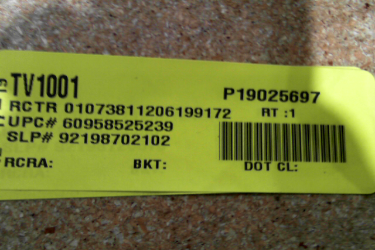 TV1001 P19025697
RCTR 01073811206199172 RT :1
UPC# 60958525239
SLP# 92198702102
RCRA: BKT: DOT CL: